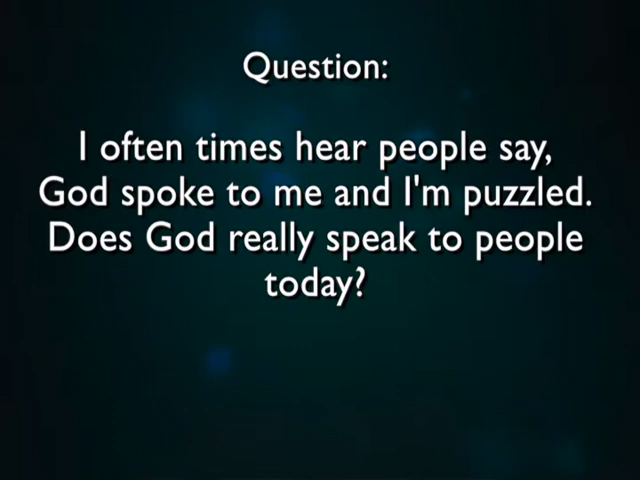 Question:
I often times hear people say,
God spoke to me and I'm puzzled.
Does God really speak to people
today?